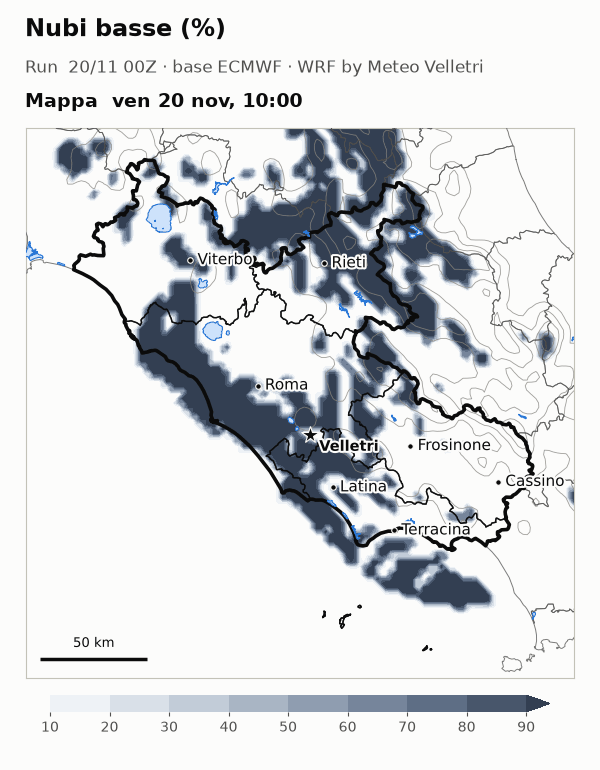 Nubi basse (%)
Run  20/11 00Z · base ECMWF · WRF by Meteo Velletri
Mappa  ven 20 nov, 10:00
Viterbo
Rieti
Roma
Velletri
Frosinone
Cassino
Latina
Terracina
50 km
10 20 30 40 50 60 70 80 90